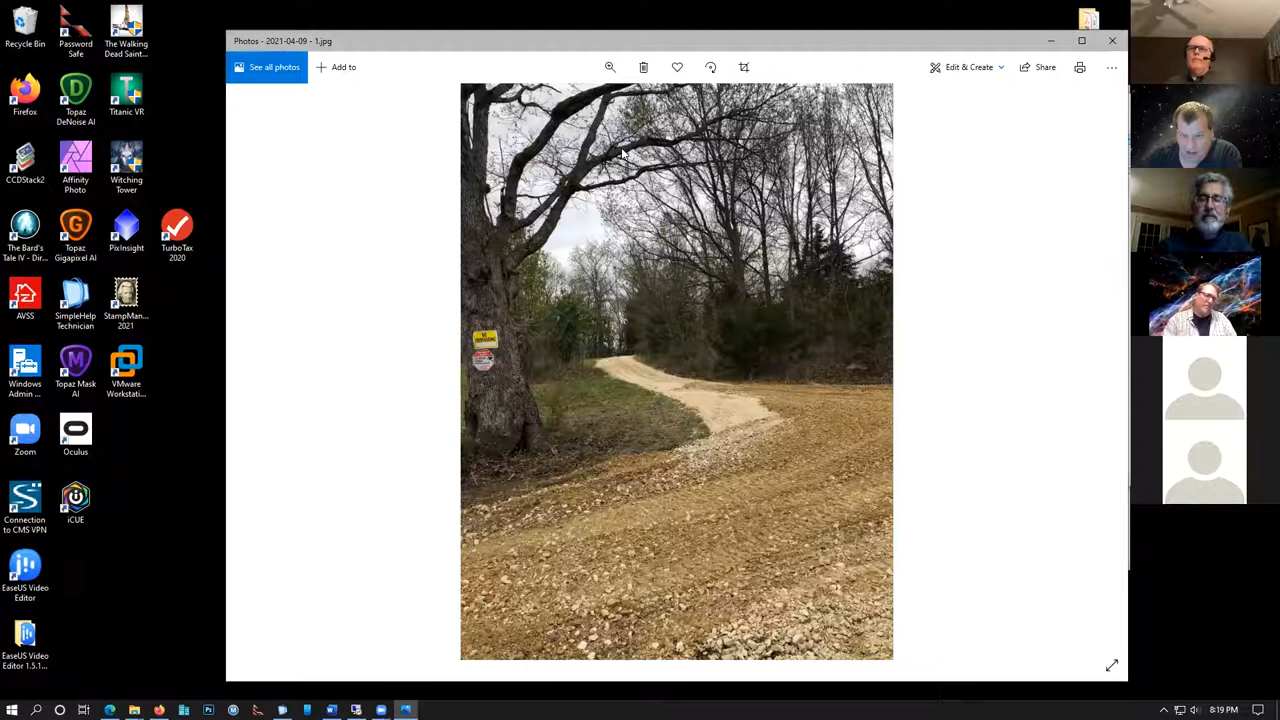 Recycle Bin
Password
Safe
The Walking
Dead Saint...
Photos - 2021-04-09 - 1.jpg
See all photos
Add to
Edit & Create
Share
Firefox
Topaz
DeNoise AI
Titanic VR
CCDStack2
Affinity
Photo
Witching
Tower
The Bard's
Tale IV - Dir...
Topaz
Gigapixel AI
PixInsight
TurboTax
2020
AVSS
SimpleHelp
Technician
StampMan...
2021
NO
TRESPASSING
Windows
Admin ...
Topaz Mask
AI
VMware
Workstati...
Zoom
Oculus
Connection
to CMS VPN
iCUE
EaseUS Video
Editor
EaseUS Video
Editor 1.5.1...
8:19 PM